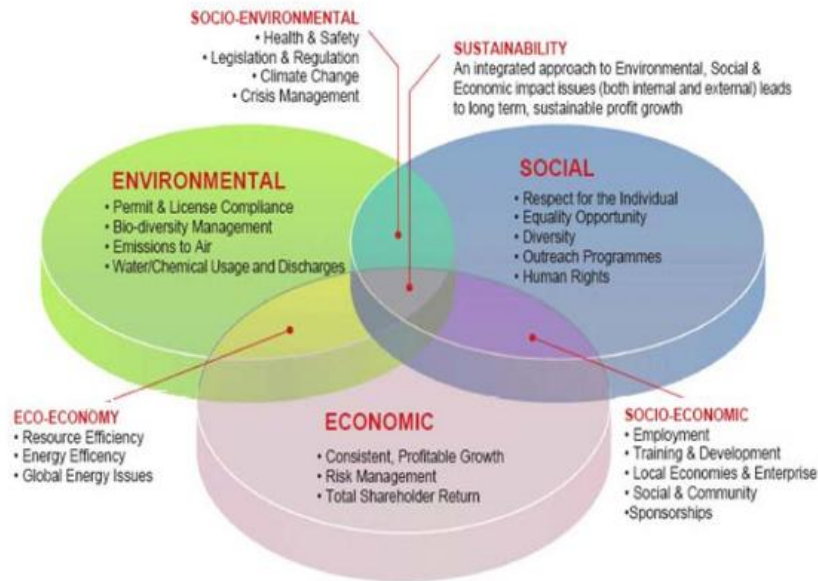 SOCIO-ENVIRONMENTAL
• Health & Safety
• Legislation & Regulation
• Climate Change
• Crisis Management
SUSTAINABILITY
An integrated approach to Environmental, Social &
Economic impact issues (both internal and external) leads
to long term, sustainable profit growth
ENVIRONMENTAL
• Permit & License Compliance
• Bio-diversity Management
• Emissions to Air
• Water/Chemical Usage and Discharges
SOCIAL
• Respect for the Individual
• Equality Opportunity
• Diversity
• Outreach Programmes
• Human Rights
ECO-ECONOMY
• Resource Efficiency
• Energy Efficency
• Global Energy Issues
ECONOMIC
• Consistent, Profitable Growth
• Risk Management
• Total Shareholder Return
SOCIO-ECONOMIC
• Employment
• Training & Development
• Local Economies & Enterprise
• Social & Community
•Sponsorships